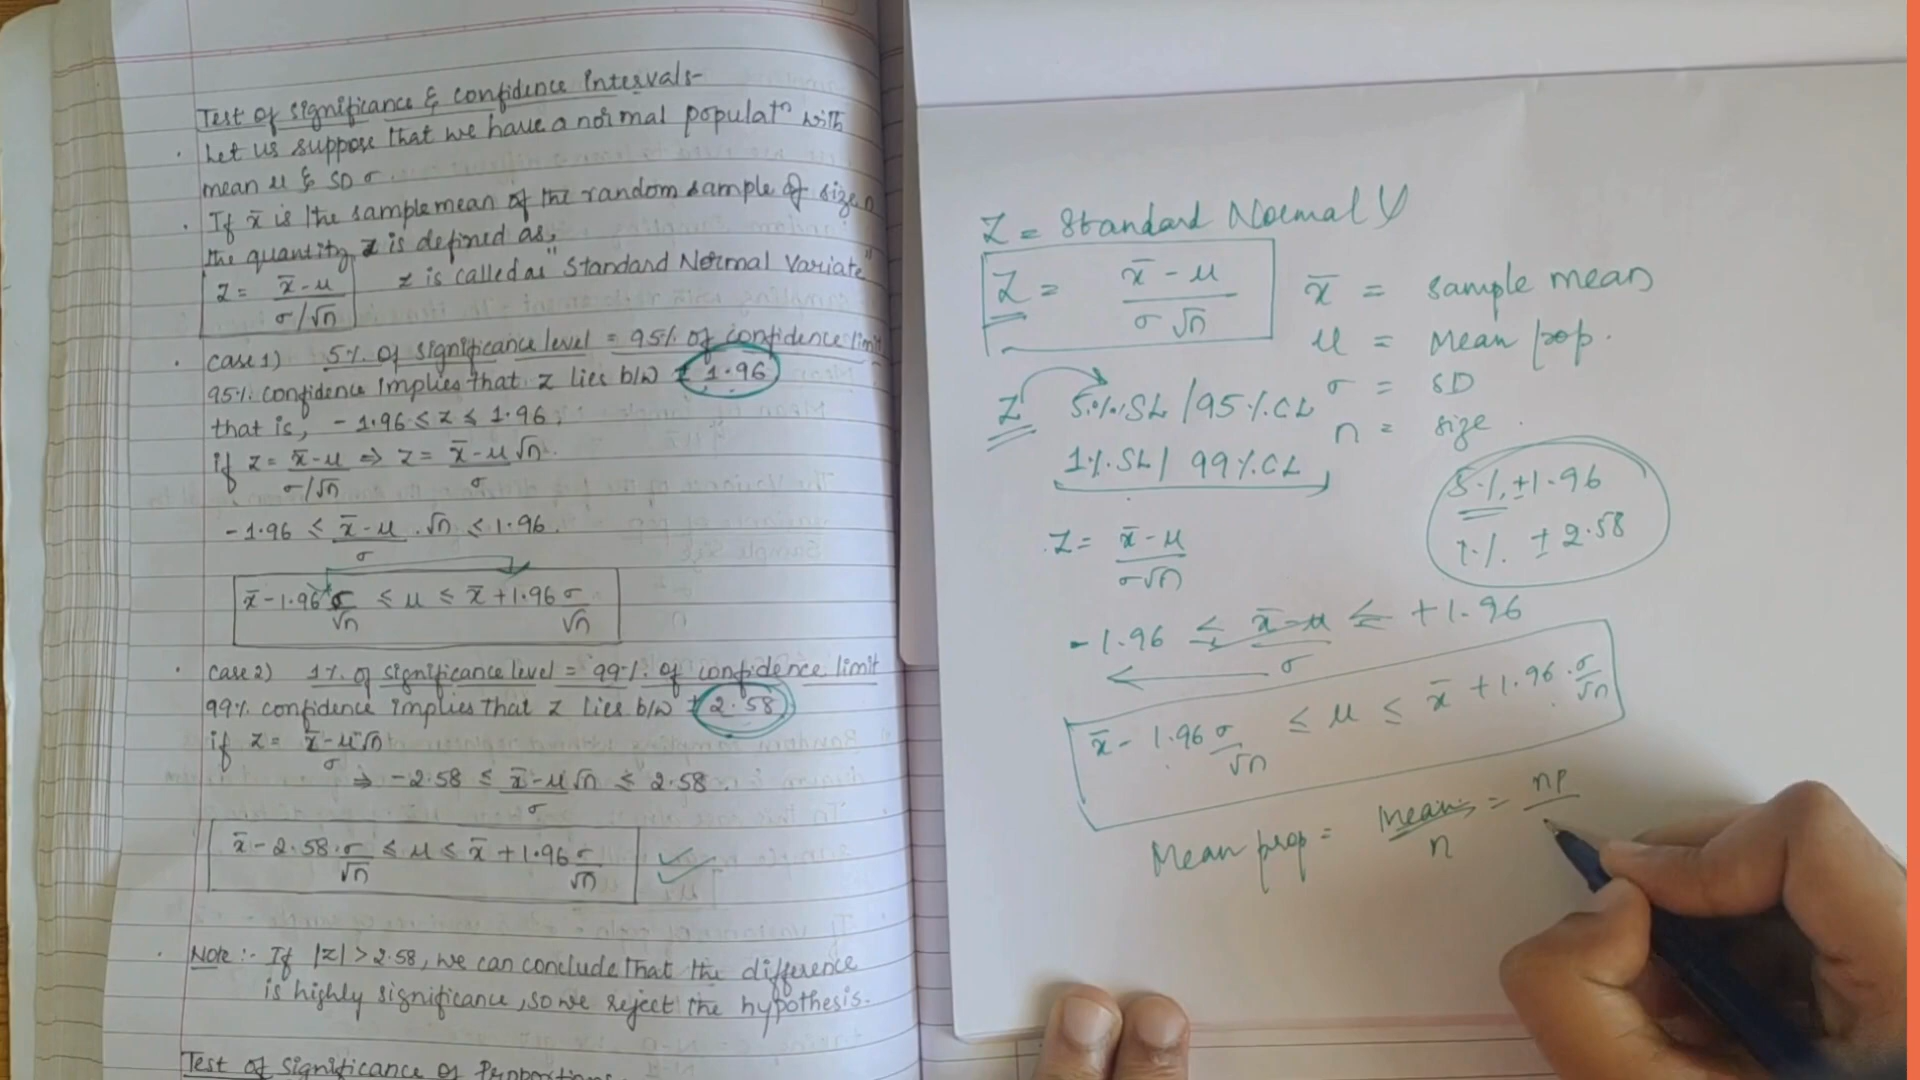 Test of significance & confidence Intervals-
. Let us suppose that we have a normal populatn with
mean μ & SD σ.
. If x̄ is the sample mean of the random sample of size n
the quantity z is defined as,
z = (x̄ - μ)/(σ/√n) z is called as "Standard Normal Variate"
. case 1) 5% of significance level = 95% of confidence limit
95% confidence implies that z lies b/w ± 1.96
that is, - 1.96 ≤ z ≤ 1.96,
if z = (x̄ - μ)/(σ/√n) ⇒ z = (x̄ - μ √n)/σ.
- 1.96 ≤ (x̄ - μ)/σ . √n ≤ 1.96.
x̄ - 1.96 σ/√n ≤ μ ≤ x̄ + 1.96 σ/√n
. case 2) 1% of significance level = 99% of confidence limit
99% confidence implies that z lies b/w ± 2.58
if z = (x̄ - μ √n)/σ
⇒ - 2.58 ≤ (x̄ - μ)/σ √n ≤ 2.58.
x̄ - 2.58 . σ/√n ≤ μ ≤ x̄ + 1.96 σ/√n
. Note :- If |z| > 2.58, we can conclude that the difference
is highly significance, so we reject the hypothesis.
Test of significance of Proportions
Z = Standard Normal V
Z = (x̄ - μ)/(σ √n)
x̄ = sample mean
μ = Mean pop.
σ = SD
n = size.
Z 5% SL / 95% CL
1% SL / 99% CL
5% ± 1.96
1% ± 2.58
Z = (x̄ - μ)/(σ√n)
- 1.96 ≤ (x̄ - μ)/σ ≤ + 1.96
x̄ - 1.96 σ/√n ≤ μ ≤ x̄ + 1.96 . σ/√n
Mean prop = Mean/n = np